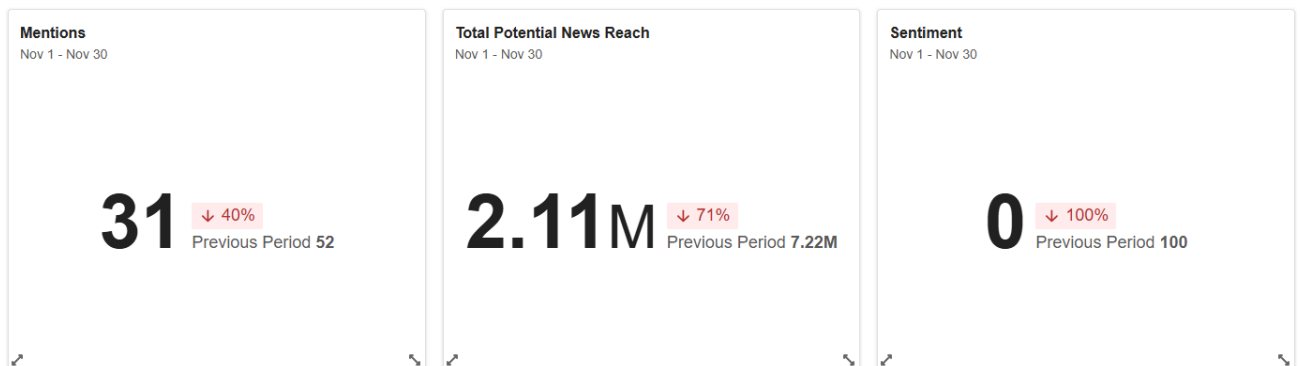 Mentions
Nov 1 - Nov 30
31
↓ 40%
Previous Period 52
Total Potential News Reach
Nov 1 - Nov 30
2.11M
↓ 71%
Previous Period 7.22M
Sentiment
Nov 1 - Nov 30
0
↓ 100%
Previous Period 100